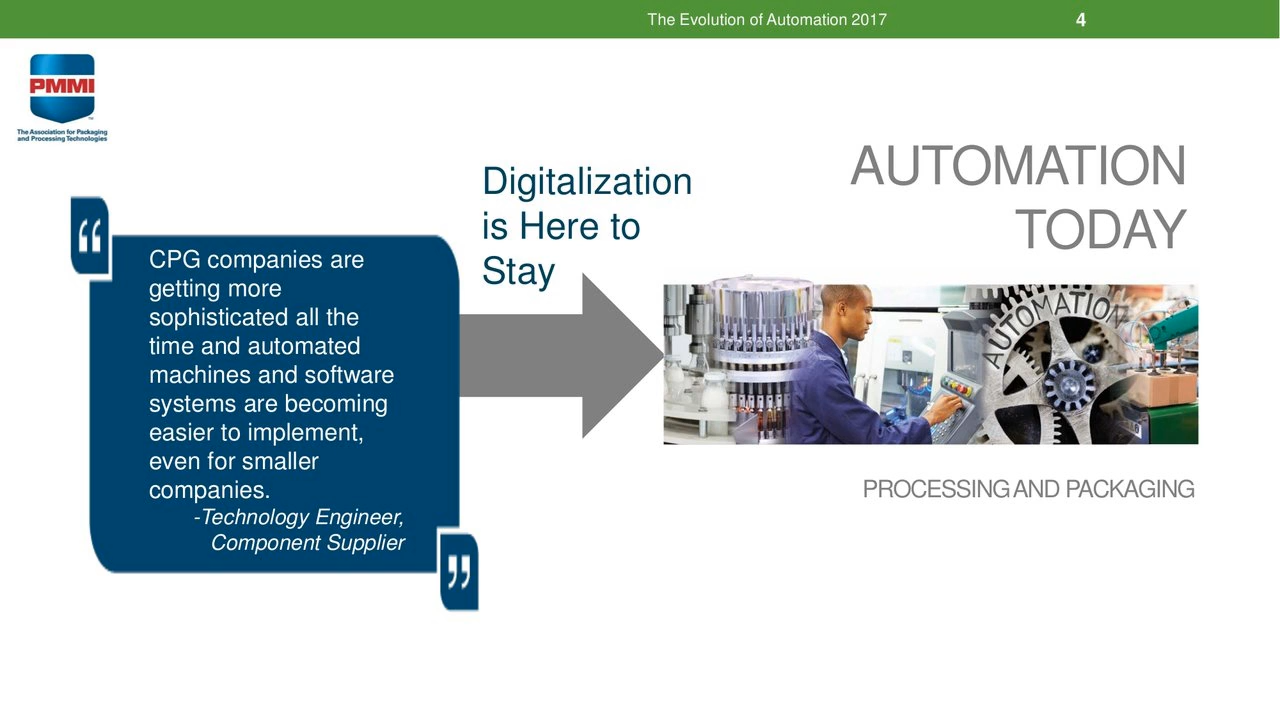 The Evolution of Automation 2017
4
PMMI
™
The Association for Packaging
and Processing Technologies
AUTOMATION
TODAY
Digitalization
is Here to
Stay
“
CPG companies are
getting more
sophisticated all the
time and automated
machines and software
systems are becoming
easier to implement,
even for smaller
companies.
-Technology Engineer,
Component Supplier
”
AUTOMATION
PROCESSING AND PACKAGING